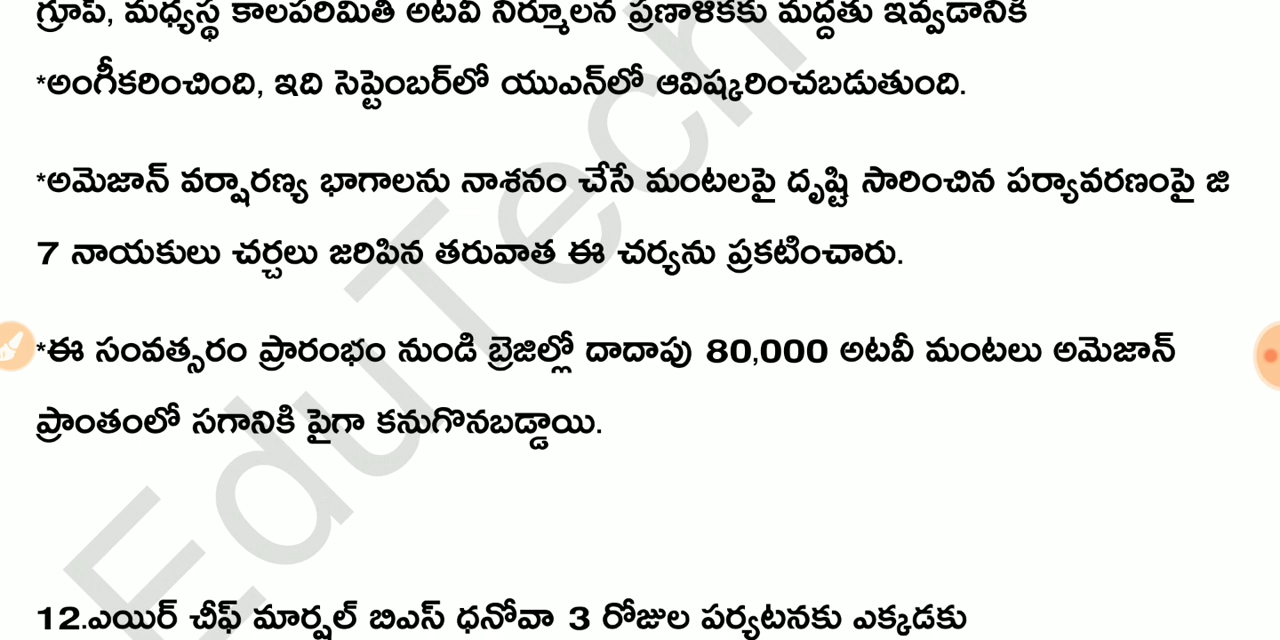 గ్రూప్, మధ్యస్థ కాలపరిమితి అటవీ నిర్మూలన ప్రణాళికకు మద్దతు ఇవ్వడానికి
*అంగీకరించింది, ఇది సెప్టెంబర్‌లో యుఎన్‌లో ఆవిష్కరించబడుతుంది.
*అమెజాన్ వర్షారణ్య భాగాలను నాశనం చేసే మంటలపై దృష్టి సారించిన పర్యావరణంపై జి
7 నాయకులు చర్చలు జరిపిన తరువాత ఈ చర్యను ప్రకటించారు.
*ఈ సంవత్సరం ప్రారంభం నుండి బ్రెజిల్లో దాదాపు 80,000 అటవీ మంటలు అమెజాన్
ప్రాంతంలో సగానికి పైగా కనుగొనబడ్డాయి.
12.ఎయిర్ చీఫ్ మార్షల్ బిఎస్ ధనోవా 3 రోజుల పర్యటనకు ఎక్కడకు
EduTech